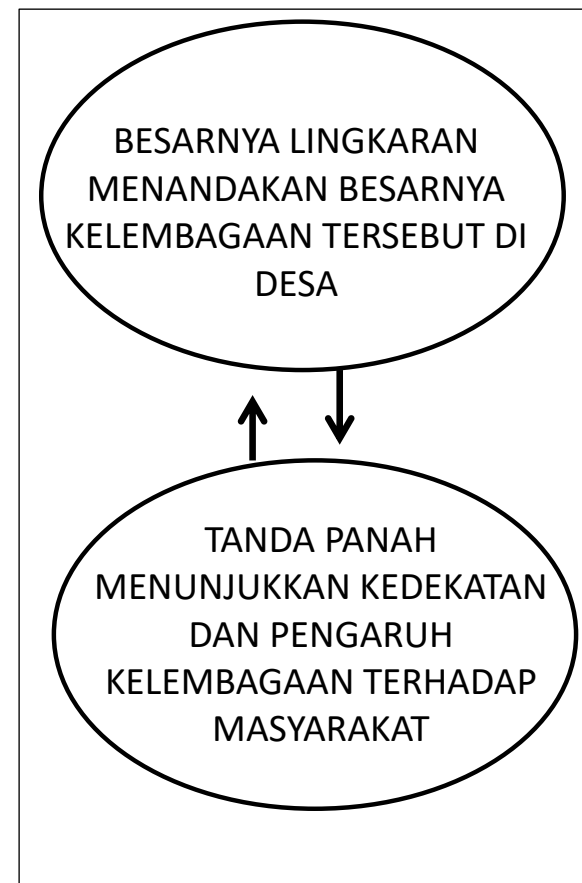 BESARNYA LINGKARAN
MENANDAKAN BESARNYA
KELEMBAGAAN TERSEBUT DI
DESA
TANDA PANAH
MENUNJUKKAN KEDEKATAN
DAN PENGARUH
KELEMBAGAAN TERHADAP
MASYARAKAT